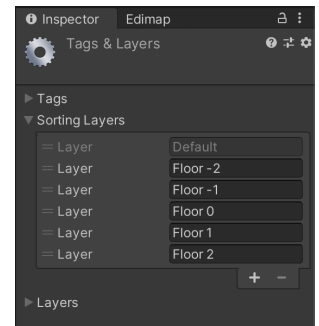 Inspector Edimap
Tags & Layers
Tags
Sorting Layers
Layer Default
Layer Floor -2
Layer Floor -1
Layer Floor 0
Layer Floor 1
Layer Floor 2
+ -
Layers